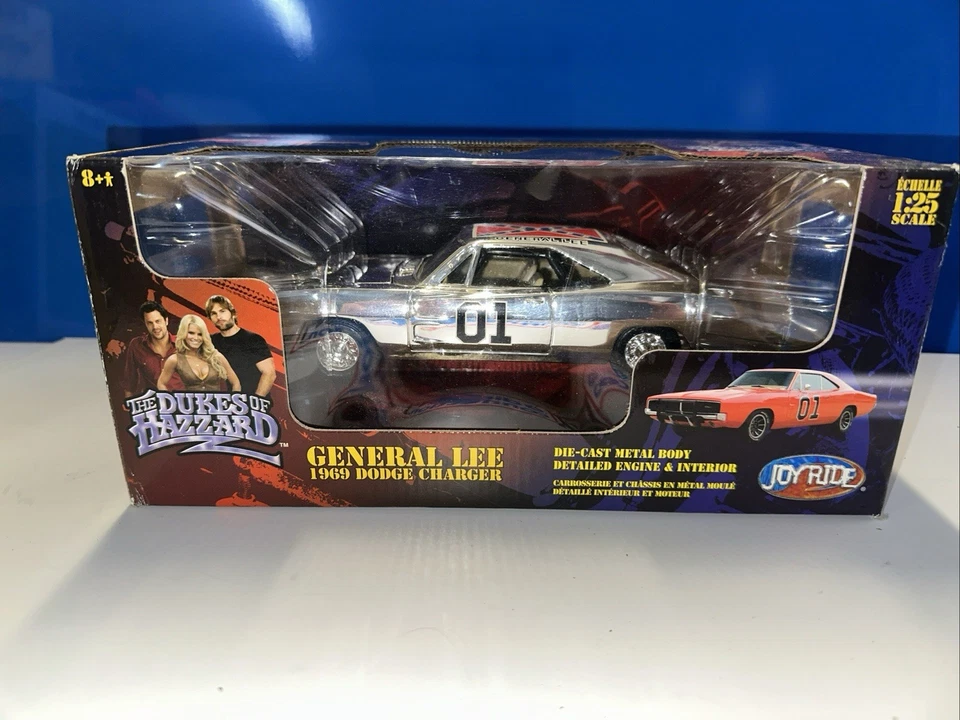 8+
ÉCHELLE
1:25
SCALE
GENERAL LEE
01
01
THE DUKES OF
HAZZARD™
GENERAL LEE
1969 DODGE CHARGER
DIE-CAST METAL BODY
DETAILED ENGINE & INTERIOR
CARROSSERIE ET CHÂSSIS EN MÉTAL MOULÉ
DÉTAILLÉ INTÉRIEUR ET MOTEUR
JOYRIDE®